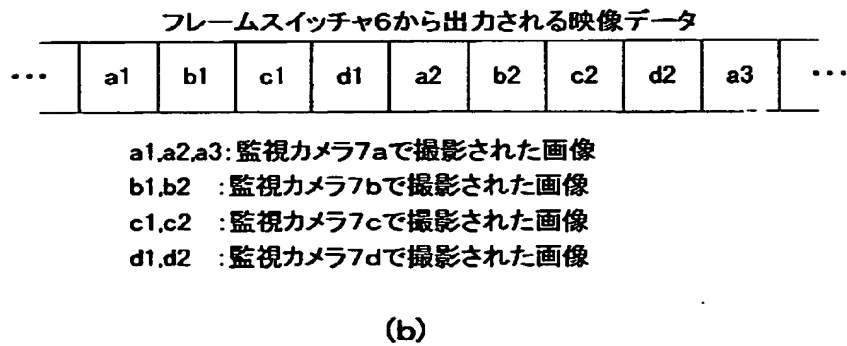 フレームスイッチャ6から出力される映像データ
… a1 b1 c1 d1 a2 b2 c2 d2 a3 …
a1,a2,a3:監視カメラ7aで撮影された画像
b1,b2 :監視カメラ7bで撮影された画像
c1,c2 :監視カメラ7cで撮影された画像
d1,d2 :監視カメラ7dで撮影された画像
(b)